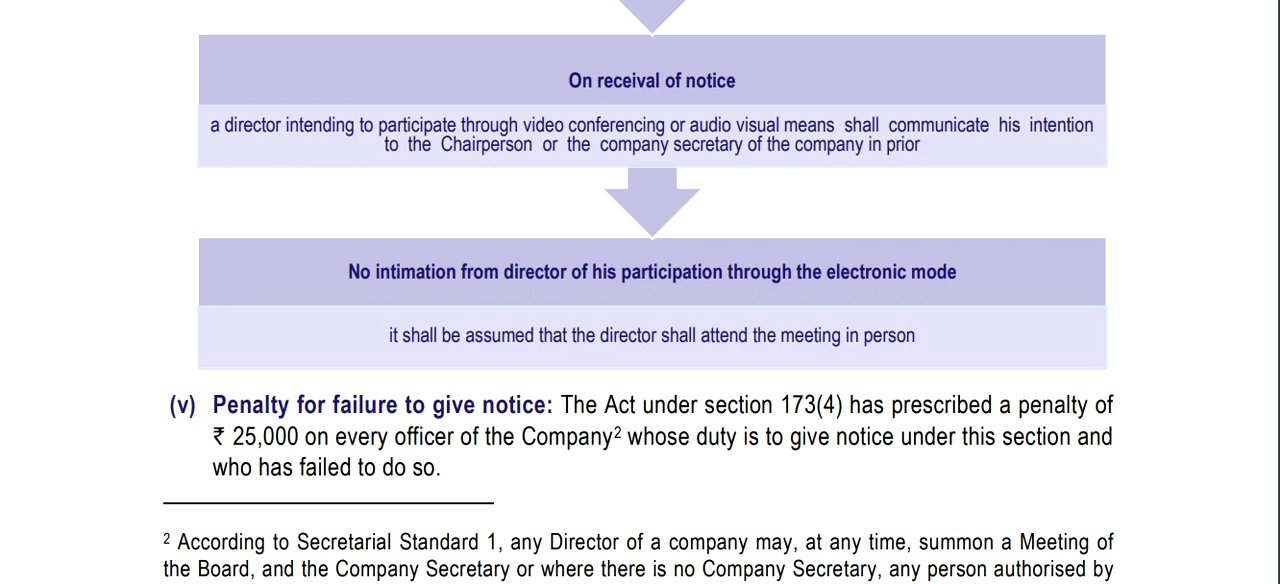 On receival of notice
a director intending to participate through video conferencing or audio visual means shall communicate his intention
to the Chairperson or the company secretary of the company in prior
No intimation from director of his participation through the electronic mode
it shall be assumed that the director shall attend the meeting in person
(v) Penalty for failure to give notice: The Act under section 173(4) has prescribed a penalty of
₹ 25,000 on every officer of the Company² whose duty is to give notice under this section and
who has failed to do so.
² According to Secretarial Standard 1, any Director of a company may, at any time, summon a Meeting of
the Board, and the Company Secretary or where there is no Company Secretary, any person authorised by